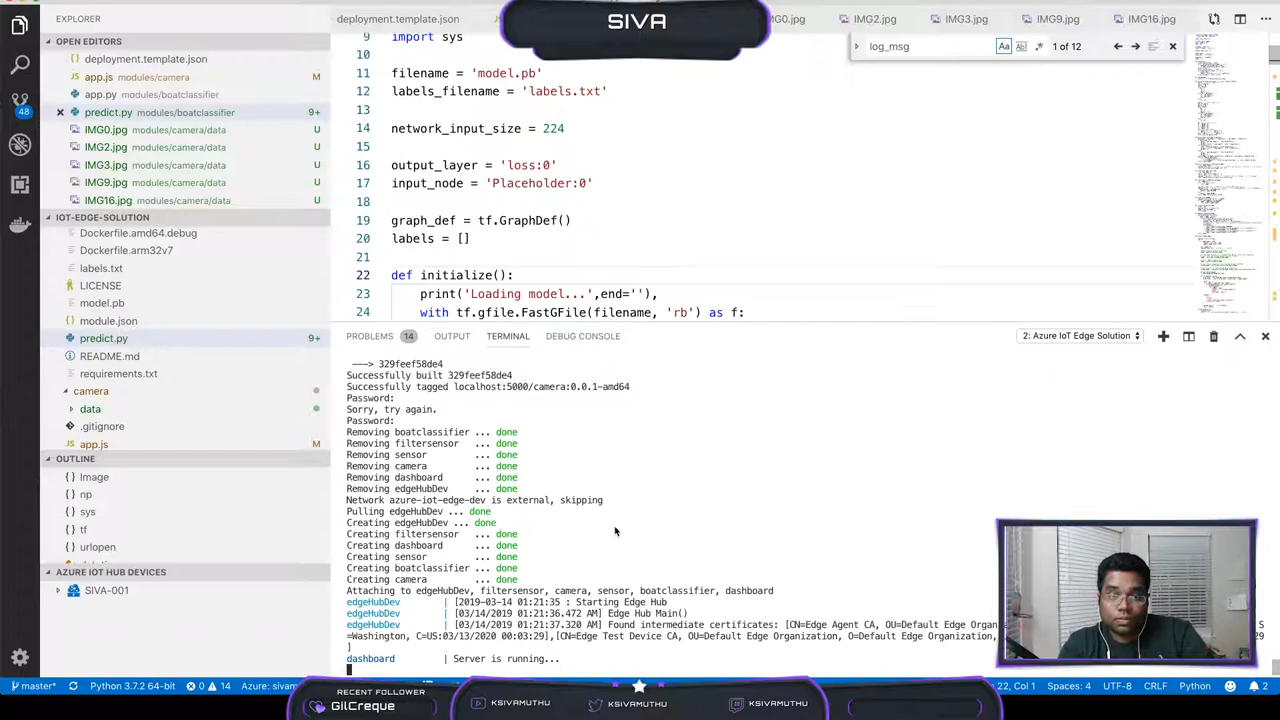 EXPLORER
OPEN EDITORS
deployment.template.json
app.js modules/camera M
app.py modules/boatclassifier
predict.py modules/boatclassifier 9+
IMG0.jpg modules/camera/data U
IMG2.jpg modules/camera/data U
IMG3.jpg modules/camera/data U
IMG9.jpg modules/camera/data U
IMG16.jpg modules/camera/data U
IOT-EDGE-SOLUTION
Dockerfile.amd64.debug
Dockerfile.arm32v7
labels.txt
LICENSE
model.pb
module.json
predict.py 9+
README.md
requirements.txt
camera
data
.gitignore
app.js M
OUTLINE
Image
np
sys
tf
urlopen
AZURE IOT HUB DEVICES
SIVA-001
48
deployment.template.json
SIVA
IMG2.jpg
IMG3.jpg
IMG9.jpg
IMG16.jpg
log_msg
Aa
1 of 12
9 import sys
10
11 filename = 'model.pb'
12 labels_filename = 'labels.txt'
13
14 network_input_size = 224
15
16 output_layer = 'loss:0'
17 input_node = 'Placeholder:0'
18
19 graph_def = tf.GraphDef()
20 labels = []
21
22 def initialize():
23 print('Loading model...',end=''),
24 with tf.gfile.FastGFile(filename, 'rb') as f:
PROBLEMS 14 OUTPUT TERMINAL DEBUG CONSOLE
2: Azure IoT Edge Solution
---> 329feef58de4
Successfully built 329feef58de4
Successfully tagged localhost:5000/camera:0.0.1-amd64
Password:
Sorry, try again.
Password:
Removing boatclassifier ... done
Removing filtersensor ... done
Removing sensor ... done
Removing camera ... done
Removing dashboard ... done
Removing edgeHubDev ... done
Network azure-iot-edge-dev is external, skipping
Pulling edgeHubDev ... done
Creating edgeHubDev ... done
Creating filtersensor ... done
Creating dashboard ... done
Creating sensor ... done
Creating boatclassifier ... done
Creating camera ... done
Attaching to edgeHubDev, filtersensor, camera, sensor, boatclassifier, dashboard
edgeHubDev | [2019-03-14 01:21:35 : Starting Edge Hub
edgeHubDev | [03/14/2019 01:21:36.472 AM] Edge Hub Main()
edgeHubDev | [03/14/2019 01:21:37.320 AM] Found intermediate certificates: [CN=Edge Agent CA, OU=Default Edge Organ
=Washington, C=US:03/13/2020 00:03:29],[CN=Edge Test Device CA, OU=Default Edge Organization, O=Default Edge Organization,
]
dashboard | Server is running...
master* Python 3.7.2 64-bit 0 14 Azure: sivam
22, Col 1 Spaces: 4 UTF-8 CRLF Python 2
RECENT FOLLOWER
GilCreque
KSIVAMUTHU
KSIVAMUTHU
KSIVAMUTHU